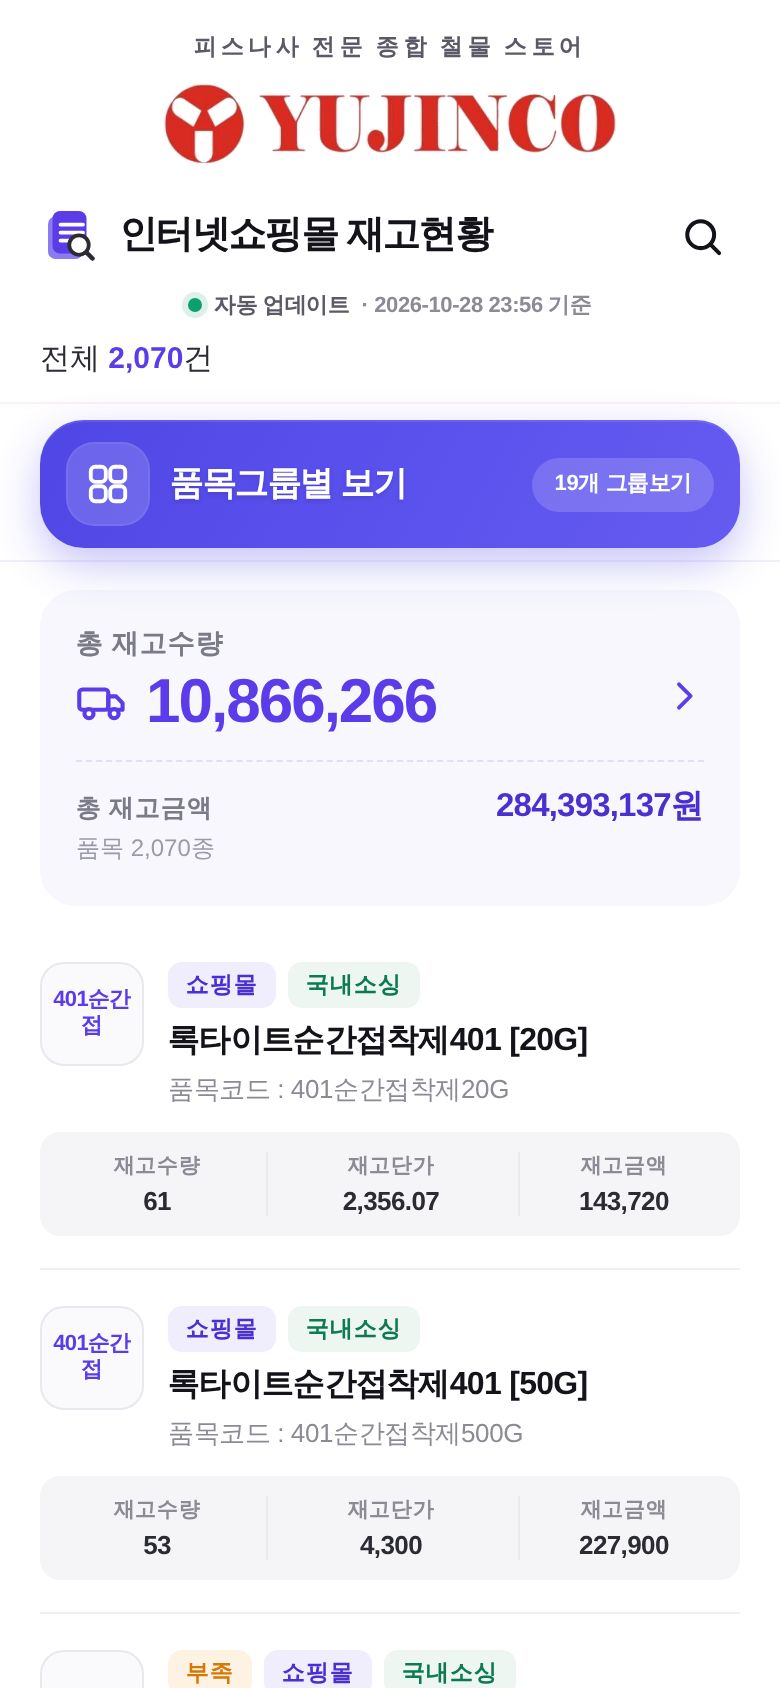 피스나사 전문 종합 철물 스토어
YUJINCO
인터넷쇼핑몰 재고현황
자동 업데이트 · 2026-10-28 23:56 기준
전체 2,070건
품목그룹별 보기 19개 그룹보기
총 재고수량
10,866,266
총 재고금액 284,393,137원
품목 2,070종
401순간
접
쇼핑몰 국내소싱
록타이트순간접착제401 [20G]
품목코드 : 401순간접착제20G
재고수량 재고단가 재고금액
61 2,356.07 143,720
401순간
접
쇼핑몰 국내소싱
록타이트순간접착제401 [50G]
품목코드 : 401순간접착제500G
재고수량 재고단가 재고금액
53 4,300 227,900
부족 쇼핑몰 국내소싱